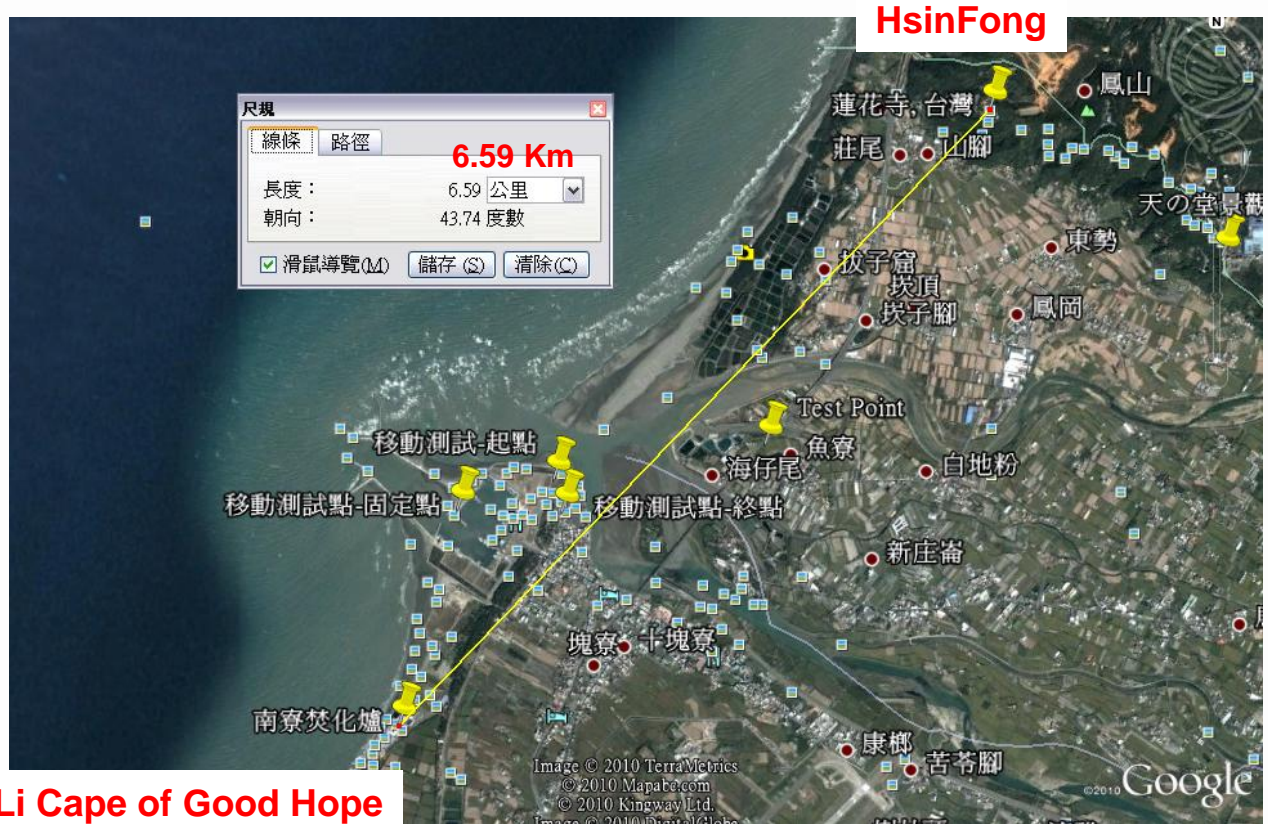 HsinFong
N
尺規
線條 路徑
6.59 Km
長度： 6.59 公里
朝向： 43.74 度數
滑鼠導覽(M) 儲存 (S) 清除(C)
蓮花寺, 台灣
鳳山
莊尾
山腳
天の堂景觀
東勢
拔子窟
崁頂
崁子腳
鳳岡
Test Point
移動測試-起點
魚寮
海仔尾
白地粉
移動測試點-固定點
移動測試點-終點
新庄崙
塊寮
十塊寮
南寮焚化爐
康榔
苦苓腳
Image © 2010 TerraMetrics
© 2010 Mapabc.com
© 2010 Kingway Ltd.
Image © 2010 DigitalGlobe
©2010 Google
Li Cape of Good Hope